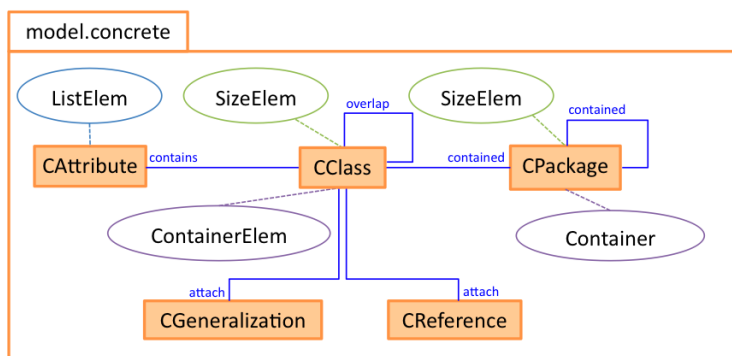 model.concrete
ListElem
SizeElem
SizeElem
overlap
contained
CAttribute
contains
CClass
contained
CPackage
ContainerElem
Container
attach
attach
CGeneralization
CReference